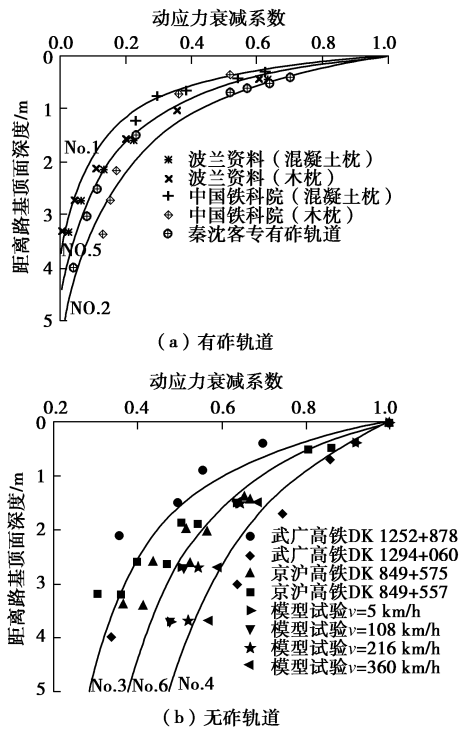 动应力衰减系数
0.0 0.2 0.4 0.6 0.8 1.0
0
1
2
3
4
5
距离路基顶面深度/m
No.1
NO.5
NO.2
波兰资料（混凝土枕）
波兰资料（木枕）
中国铁科院（混凝土枕）
中国铁科院（木枕）
秦沈客专有砟轨道
（a）有砟轨道
动应力衰减系数
0.2 0.4 0.6 0.8 1.0
0
1
2
3
4
5
距离路基顶面深度/m
武广高铁DK 1252+878
武广高铁DK 1294+060
京沪高铁DK 849+575
京沪高铁DK 849+557
模型试验v=5 km/h
模型试验v=108 km/h
模型试验v=216 km/h
模型试验v=360 km/h
No.3 No.6 No.4
（b）无砟轨道